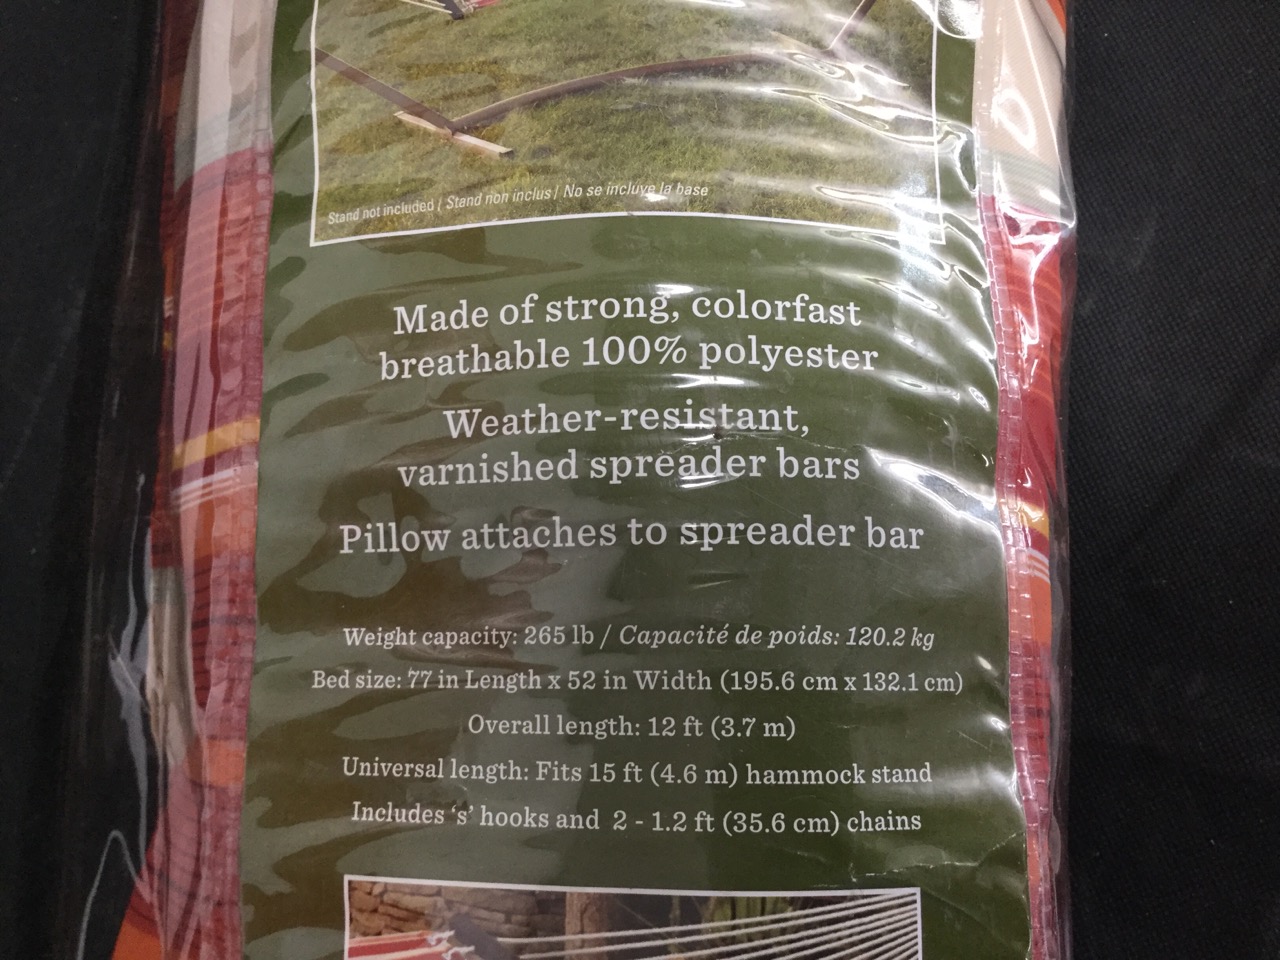 Stand not included / Stand non inclus / No se incluye la base
Made of strong, colorfast
breathable 100% polyester
Weather-resistant,
varnished spreader bars
Pillow attaches to spreader bar
Weight capacity: 265 lb / Capacité de poids: 120.2 kg
Bed size: 77 in Length x 52 in Width (195.6 cm x 132.1 cm)
Overall length: 12 ft (3.7 m)
Universal length: Fits 15 ft (4.6 m) hammock stand
Includes ‘s’ hooks and 2 - 1.2 ft (35.6 cm) chains